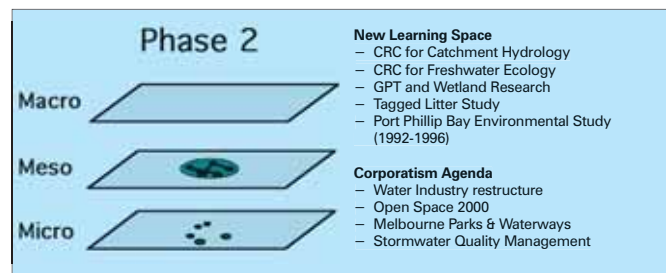 Phase 2
Macro
Meso
Micro
New Learning Space
– CRC for Catchment Hydrology
– CRC for Freshwater Ecology
– GPT and Wetland Research
– Tagged Litter Study
– Port Phillip Bay Environmental Study
(1992-1996)
Corporatism Agenda
– Water Industry restructure
– Open Space 2000
– Melbourne Parks & Waterways
– Stormwater Quality Management